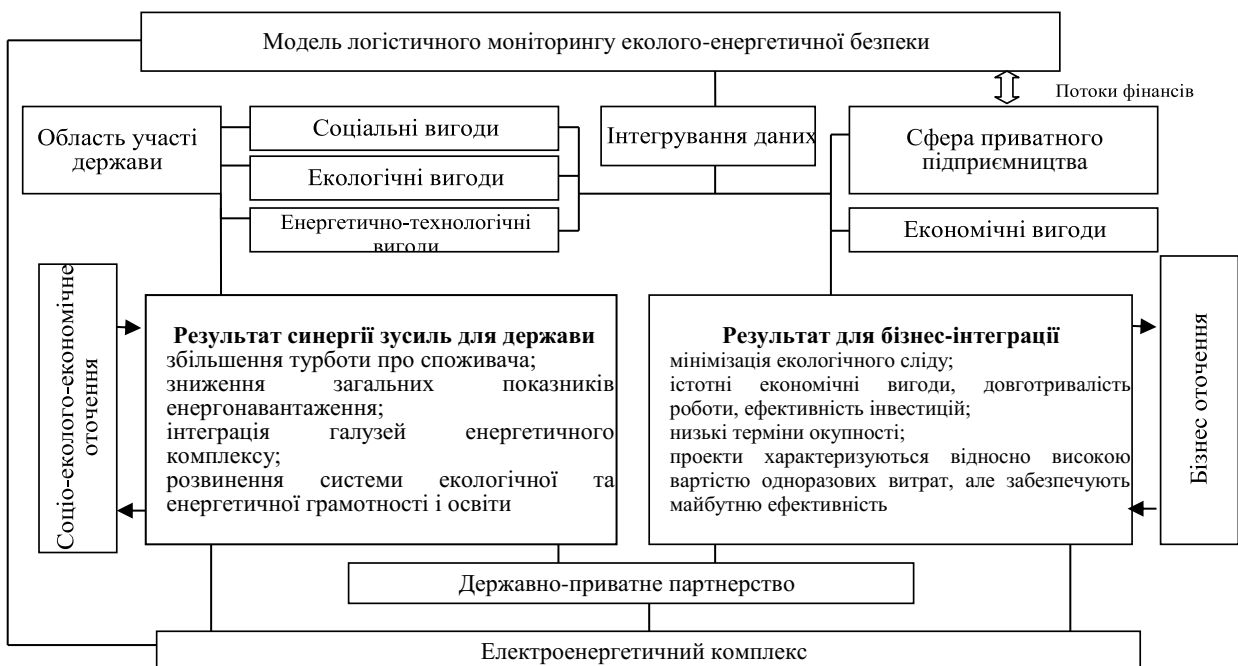 Модель логістичного моніторингу еколого-енергетичної безпеки
Потоки фінансів
Область участі
держави
Соціальні вигоди
Екологічні вигоди
Енергетично-технологічні
вигоди
Інтегрування даних
Сфера приватного
підприємництва
Економічні вигоди
Соціо-еколого-економічне
оточення
Результат синергії зусиль для держави
збільшення турботи про споживача;
зниження загальних показників
енергонавантаження;
інтеграція галузей енергетичного
комплексу;
розвинення системи екологічної та
енергетичної грамотності і освіти
Результат для бізнес-інтеграції
мінімізація екологічного сліду;
істотні економічні вигоди, довготривалість
роботи, ефективність інвестицій;
низькі терміни окупності;
проекти характеризуются відносно високою
вартістю одноразових витрат, але забезпечують
майбутню ефективність
Бізнес оточення
Державно-приватне партнерство
Електроенергетичний комплекс